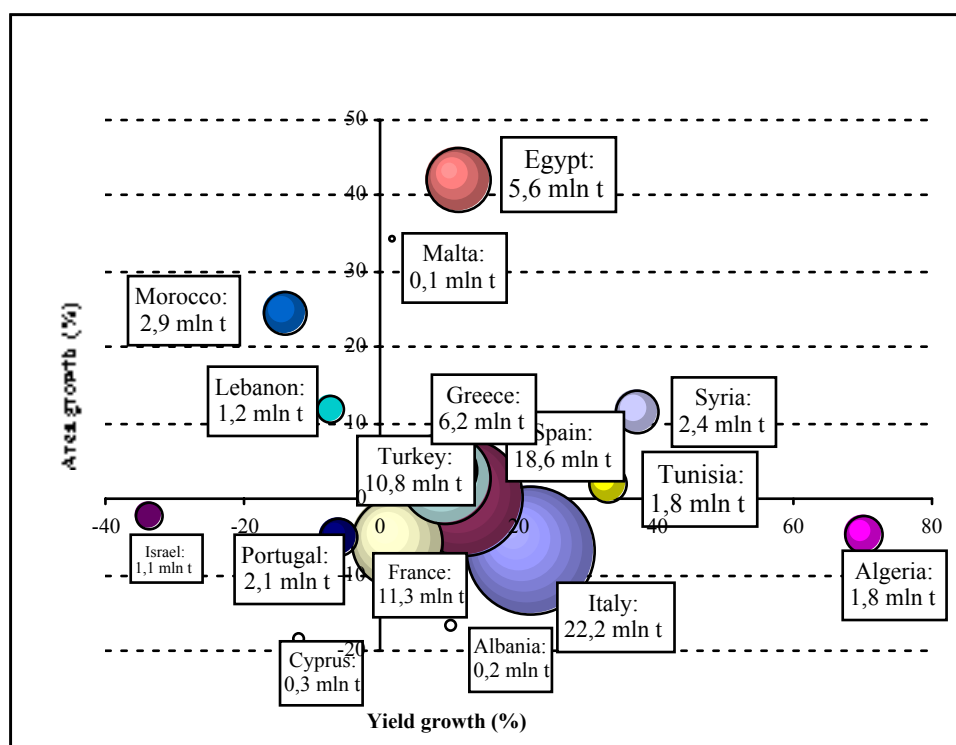 50
Egypt:
5,6 mln t
40
Malta:
0,1 mln t
30
Morocco:
2,9 mln t
20
Lebanon:
1,2 mln t
Greece:
6,2 mln t
Syria:
2,4 mln t
10
Spain:
18,6 mln t
Turkey:
10,8 mln t
Tunisia:
1,8 mln t
0
-40
-20
0
20
40
60
80
Israel:
1,1 mln t
Portugal:
2,1 mln t
France:
11,3 mln t
Algeria:
1,8 mln t
-10
Italy:
22,2 mln t
Albania:
0,2 mln t
-20
Cyprus:
0,3 mln t
Area growth (%)
Yield growth (%)